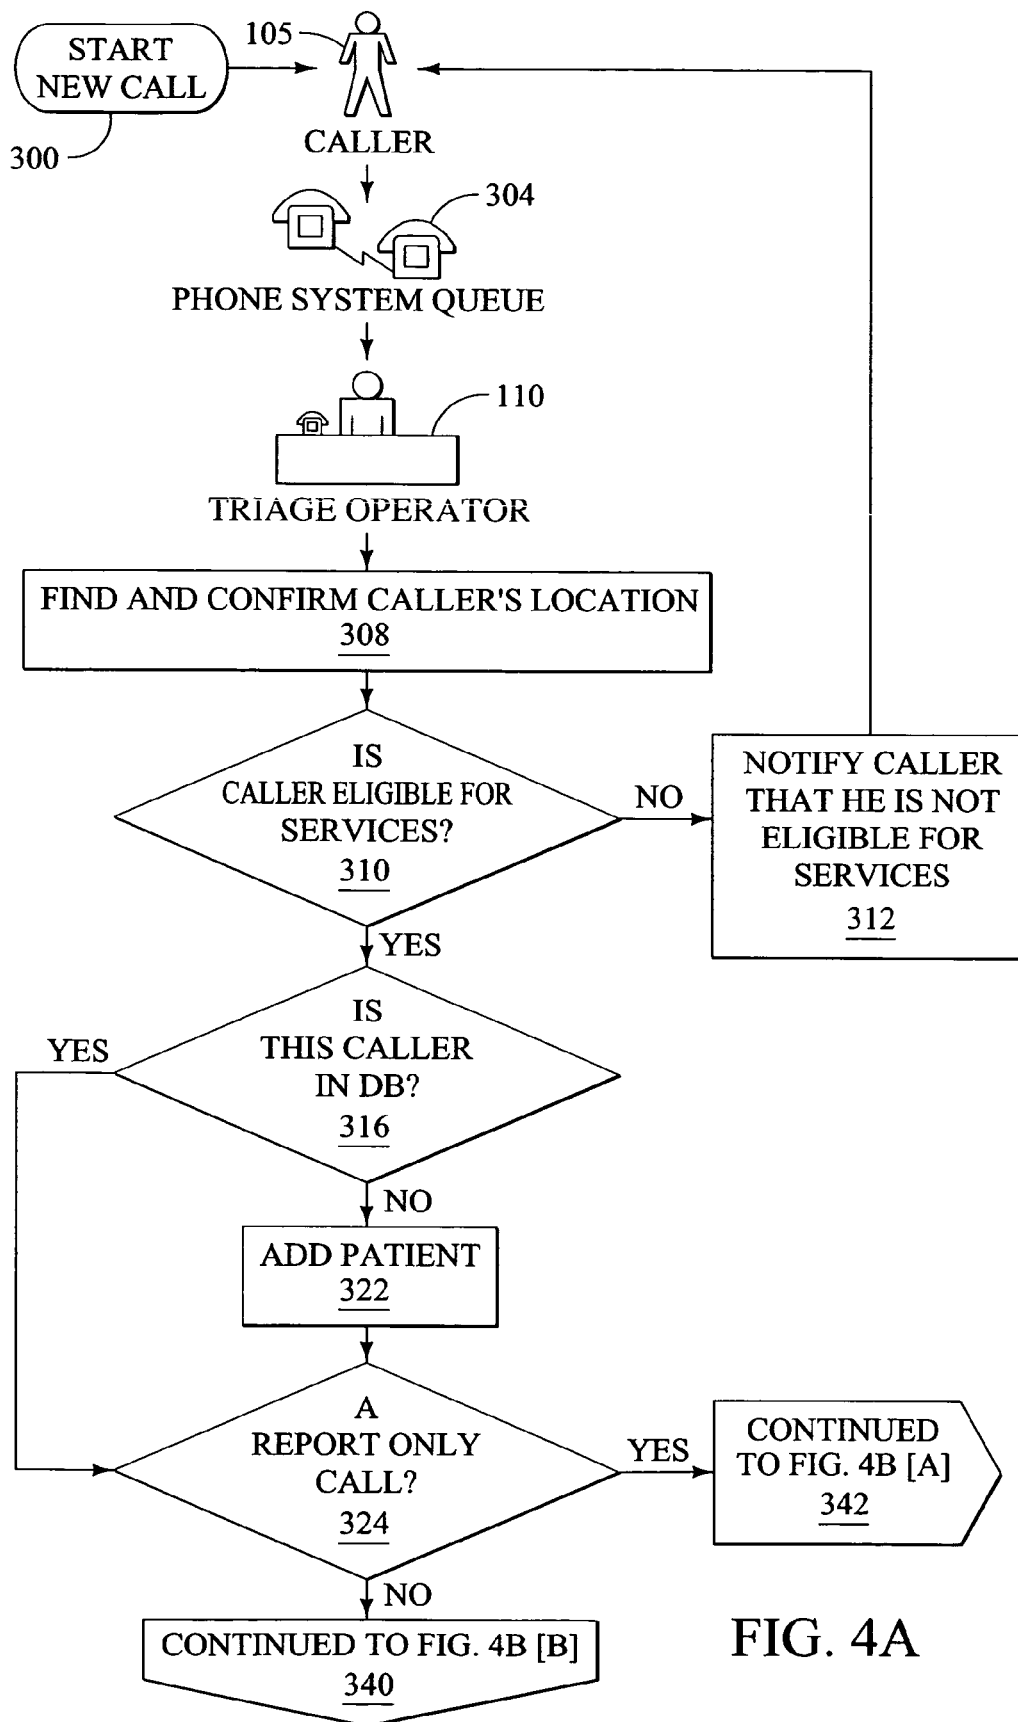 START
NEW CALL
300
105
CALLER
304
PHONE SYSTEM QUEUE
110
TRIAGE OPERATOR
FIND AND CONFIRM CALLER'S LOCATION
308
IS
CALLER ELIGIBLE FOR
SERVICES?
310
NO
NOTIFY CALLER
THAT HE IS NOT
ELIGIBLE FOR
SERVICES
312
YES
IS
THIS CALLER
IN DB?
316
YES
NO
ADD PATIENT
322
A
REPORT ONLY
CALL?
324
YES
CONTINUED
TO FIG. 4B [A]
342
NO
CONTINUED TO FIG. 4B [B]
340
FIG. 4A